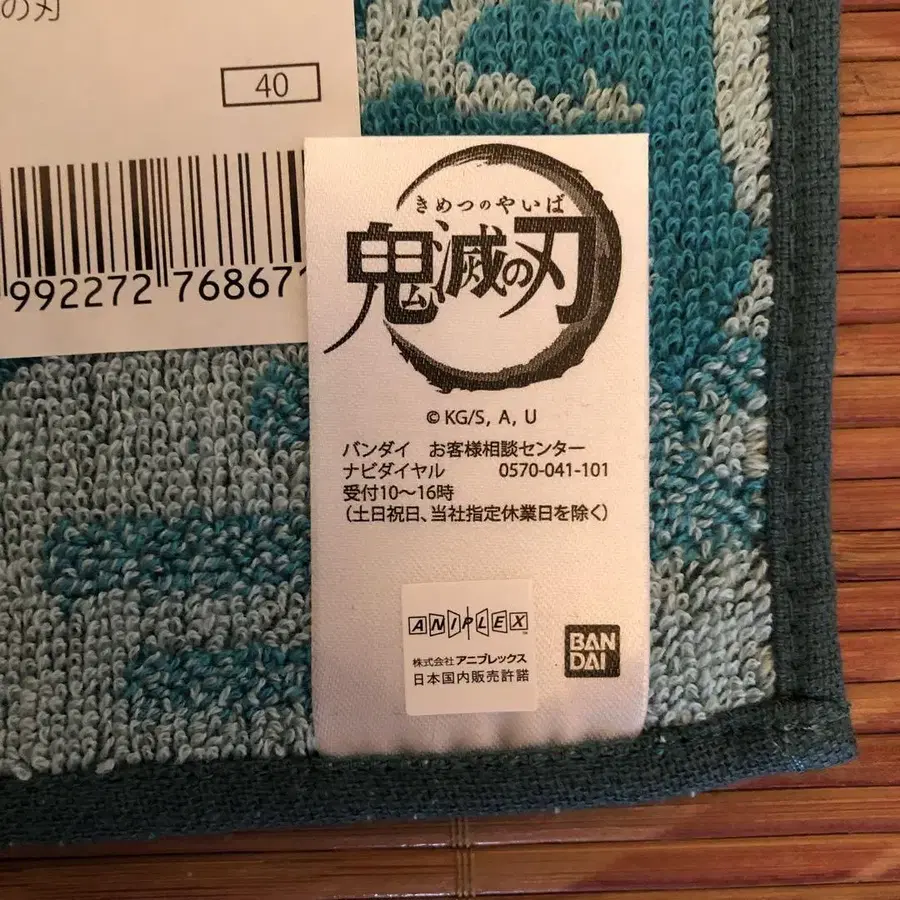 の刃
40
992272 76867
きめつのやいば
鬼滅の刃
© KG/S, A, U
バンダイ お客様相談センター
ナビダイヤル 0570-041-101
受付10～16時
(土日祝日、当社指定休業日を除く)
ANIPLEX™
株式会社 アニプレックス
日本国内販売許諾
BAN
DAI